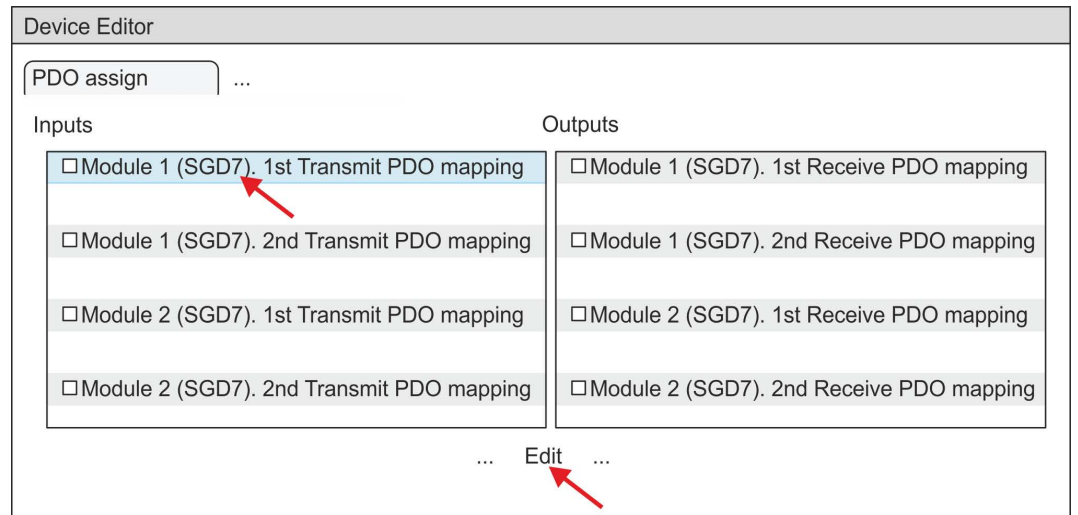 Device Editor
PDO assign ...
Inputs Outputs
Module 1 (SGD7). 1st Transmit PDO mapping Module 1 (SGD7). 1st Receive PDO mapping
Module 1 (SGD7). 2nd Transmit PDO mapping Module 1 (SGD7). 2nd Receive PDO mapping
Module 2 (SGD7). 1st Transmit PDO mapping Module 2 (SGD7). 1st Receive PDO mapping
Module 2 (SGD7). 2nd Transmit PDO mapping Module 2 (SGD7). 2nd Receive PDO mapping
... Edit ...